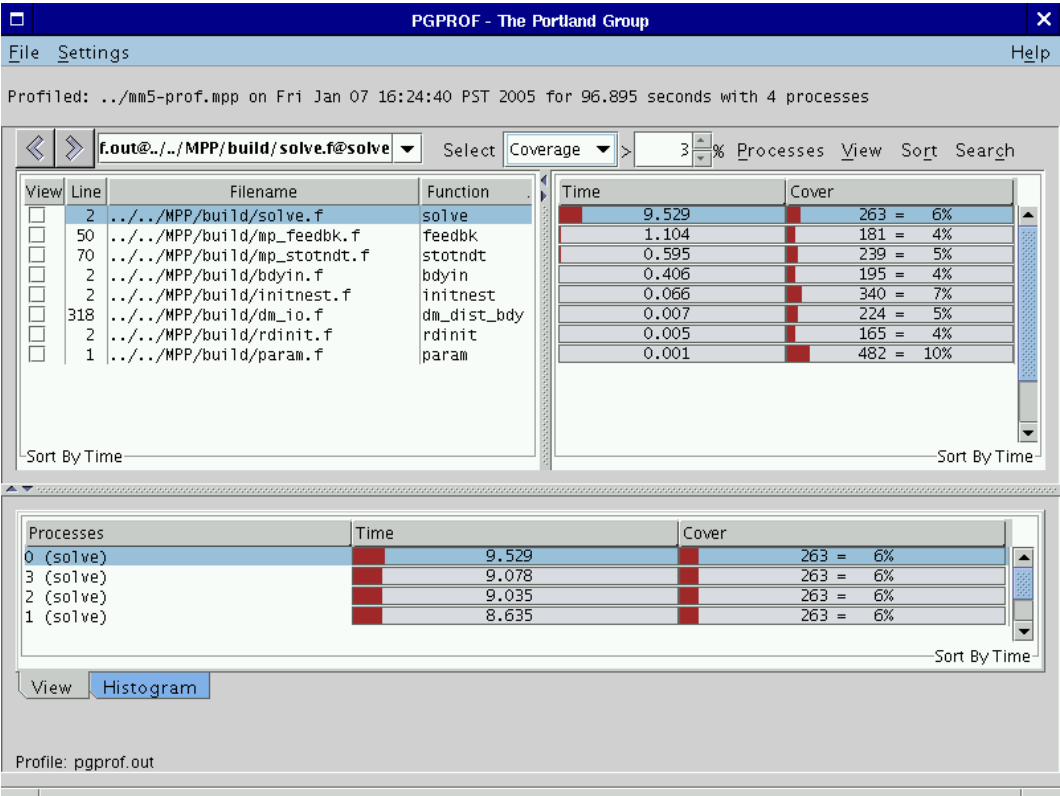 PGPROF - The Portland Group
File Settings Help
Profiled: ../mm5-prof.mpp on Fri Jan 07 16:24:40 PST 2005 for 96.895 seconds with 4 processes
f.out@../../MPP/build/solve.f@solve Select Coverage > 3 % Processes View Sort Search
View Line Filename Function . Time Cover
2 ../../MPP/build/solve.f solve 9.529 263 = 6%
50 ../../MPP/build/mp_feedbk.f feedbk 1.104 181 = 4%
70 ../../MPP/build/mp_stotndt.f stotndt 0.595 239 = 5%
2 ../../MPP/build/bdyin.f bdyin 0.406 195 = 4%
2 ../../MPP/build/initnest.f initnest 0.066 340 = 7%
318 ../../MPP/build/dm_io.f dm_dist_bdy 0.007 224 = 5%
2 ../../MPP/build/rdinit.f rdinit 0.005 165 = 4%
1 ../../MPP/build/param.f param 0.001 482 = 10%
Sort By Time Sort By Time
Processes Time Cover
0 (solve) 9.529 263 = 6%
3 (solve) 9.078 263 = 6%
2 (solve) 9.035 263 = 6%
1 (solve) 8.635 263 = 6%
Sort By Time
View Histogram
Profile: pgprof.out